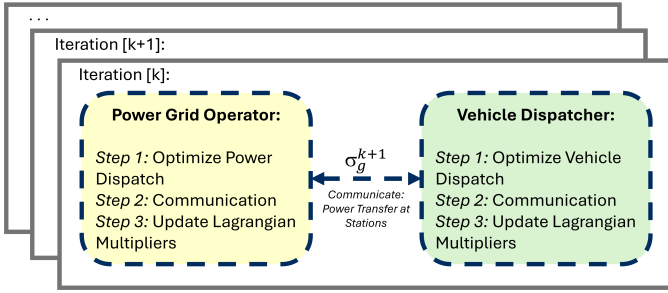 ...
Iteration [k+1]:
Iteration [k]:
Power Grid Operator:
Step 1: Optimize Power
Dispatch
Step 2: Communication
Step 3: Update Lagrangian
Multipliers
σ_g^{k+1}
Communicate:
Power Transfer at
Stations
Vehicle Dispatcher:
Step 1: Optimize Vehicle
Dispatch
Step 2: Communication
Step 3: Update Lagrangian
Multipliers